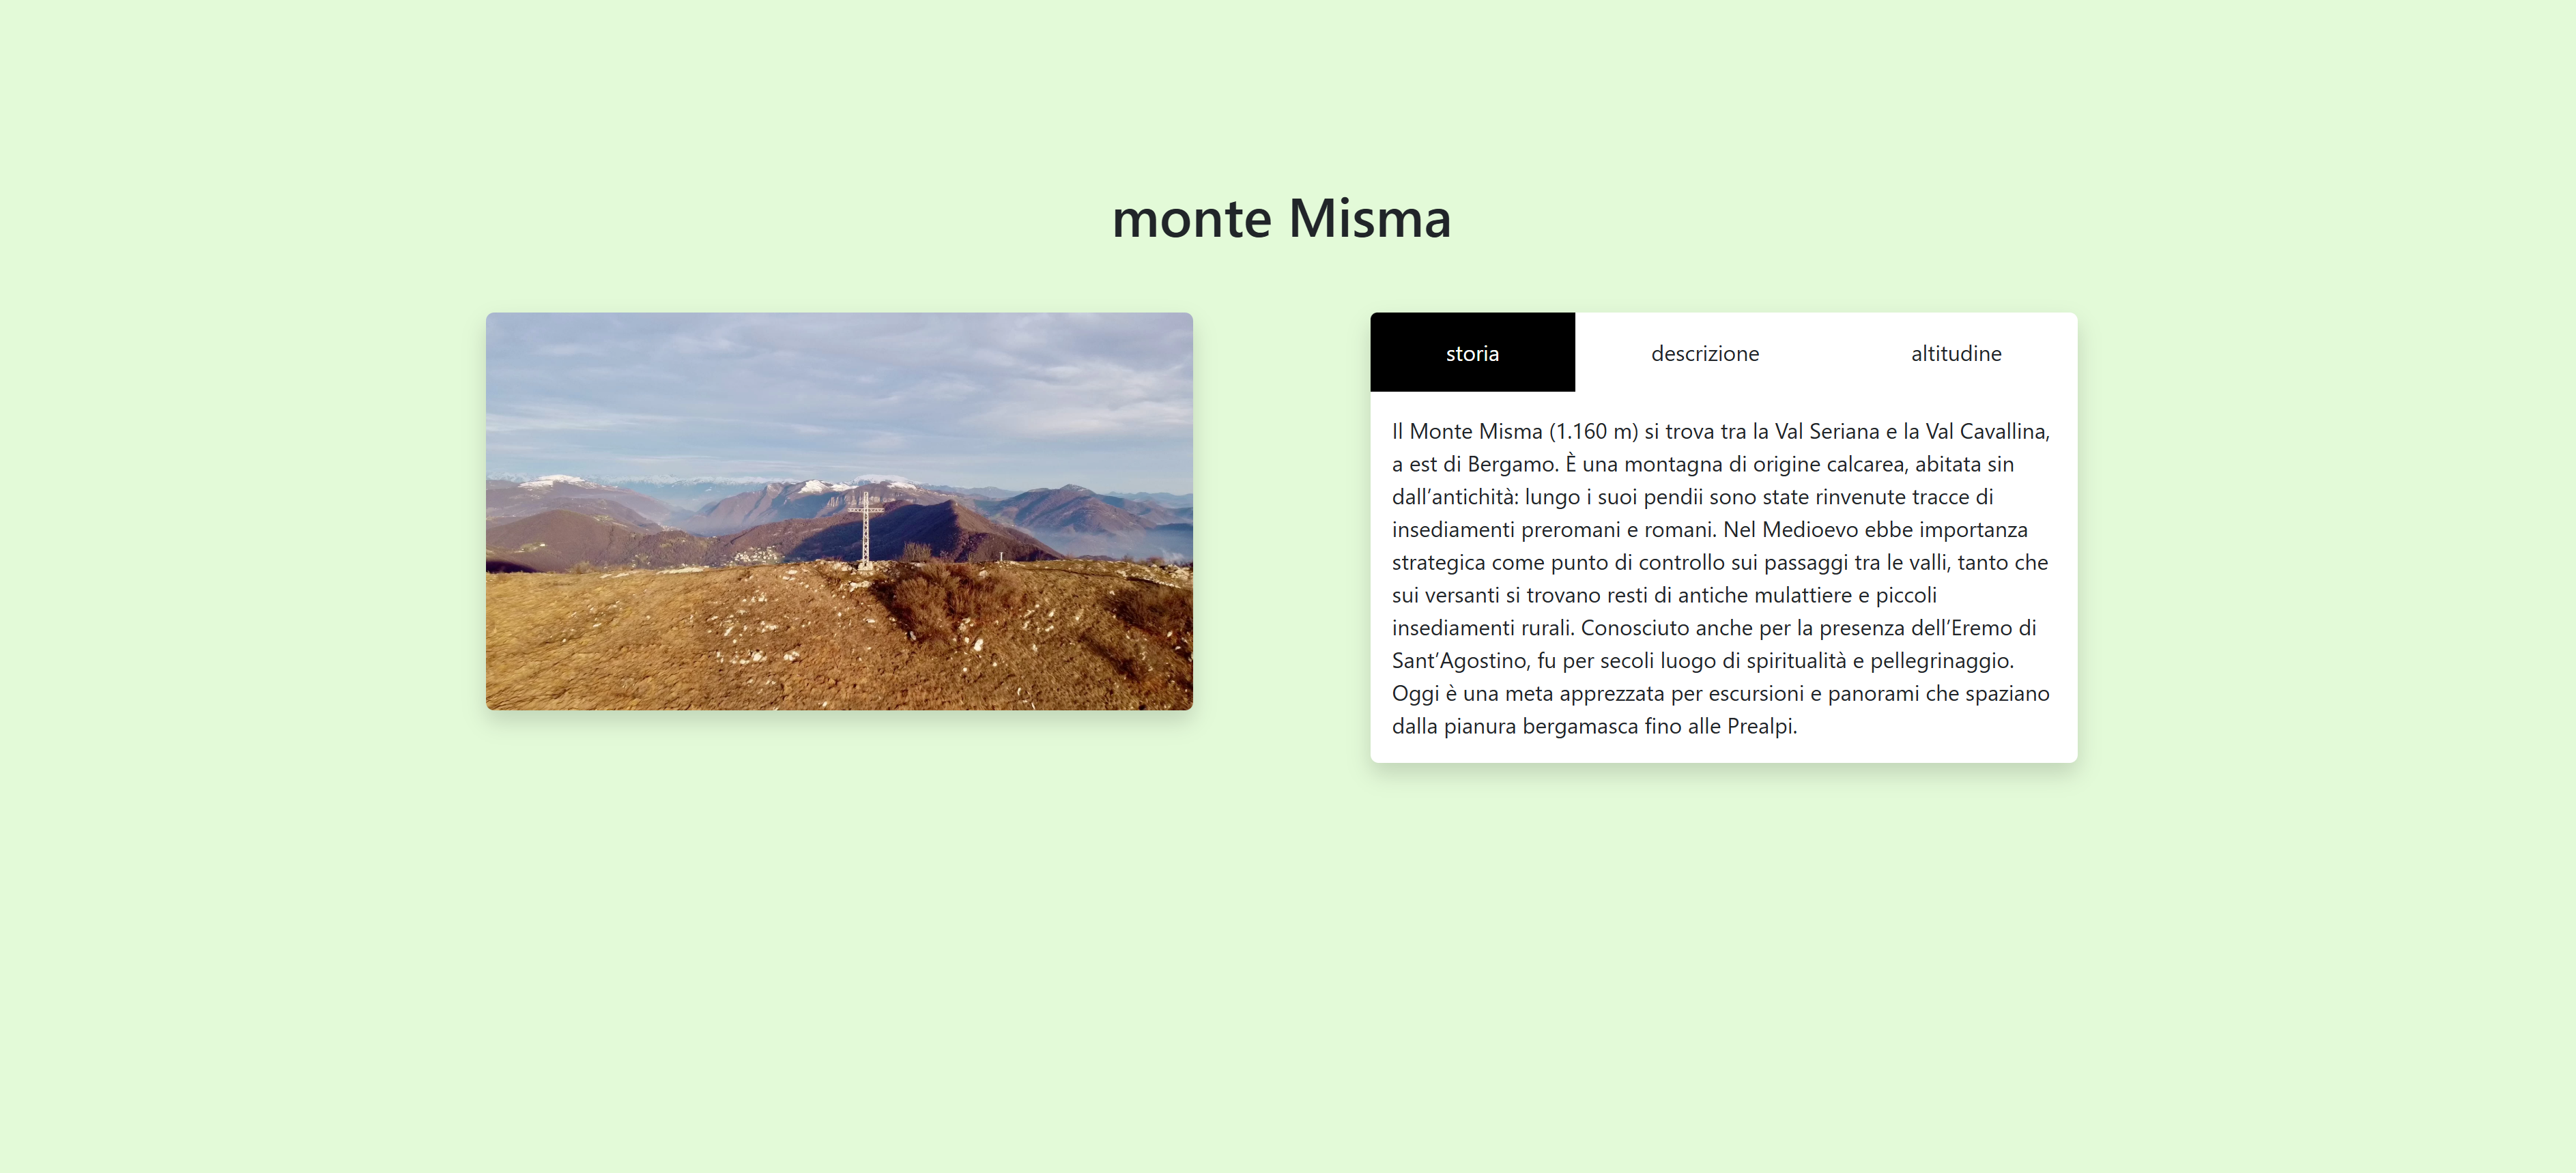 monte Misma
storia
descrizione
altitudine
Il Monte Misma (1.160 m) si trova tra la Val Seriana e la Val Cavallina,
a est di Bergamo. È una montagna di origine calcarea, abitata sin
dall’antichità: lungo i suoi pendii sono state rinvenute tracce di
insediamenti preromani e romani. Nel Medioevo ebbe importanza
strategica come punto di controllo sui passaggi tra le valli, tanto che
sui versanti si trovano resti di antiche mulattiere e piccoli
insediamenti rurali. Conosciuto anche per la presenza dell’Eremo di
Sant’Agostino, fu per secoli luogo di spiritualità e pellegrinaggio.
Oggi è una meta apprezzata per escursioni e panorami che spaziano
dalla pianura bergamasca fino alle Prealpi.